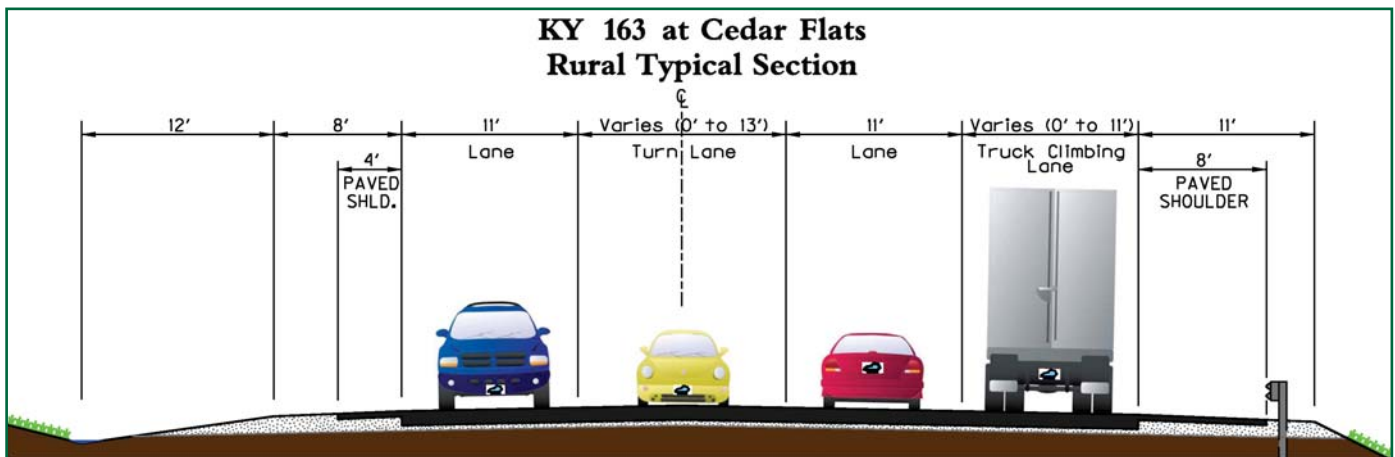 KY 163 at Cedar Flats
Rural Typical Section
℄
12' 8' 11' Varies (0' to 13') 11' Varies (0' to 11') 11'
Lane Turn Lane Lane Truck Climbing
Lane
4' 8'
PAVED PAVED
SHLD. SHOULDER